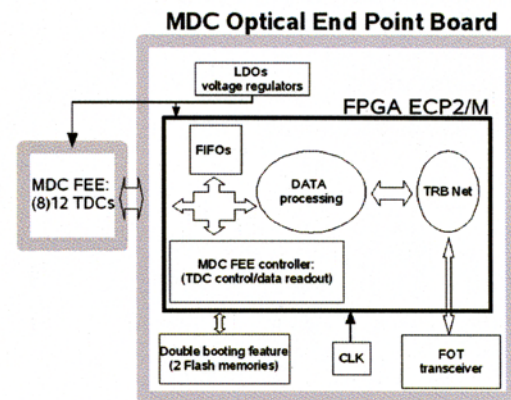 MDC Optical End Point Board
LDOs
voltage regulators
FPGA ECP2/M
FIFOs
MDC FEE:
(8)12 TDCs
DATA
processing
TRB Net
MDC FEE controller:
(TDC control/data readout)
Double booting feature
(2 Flash memories)
CLK
FOT
transceiver